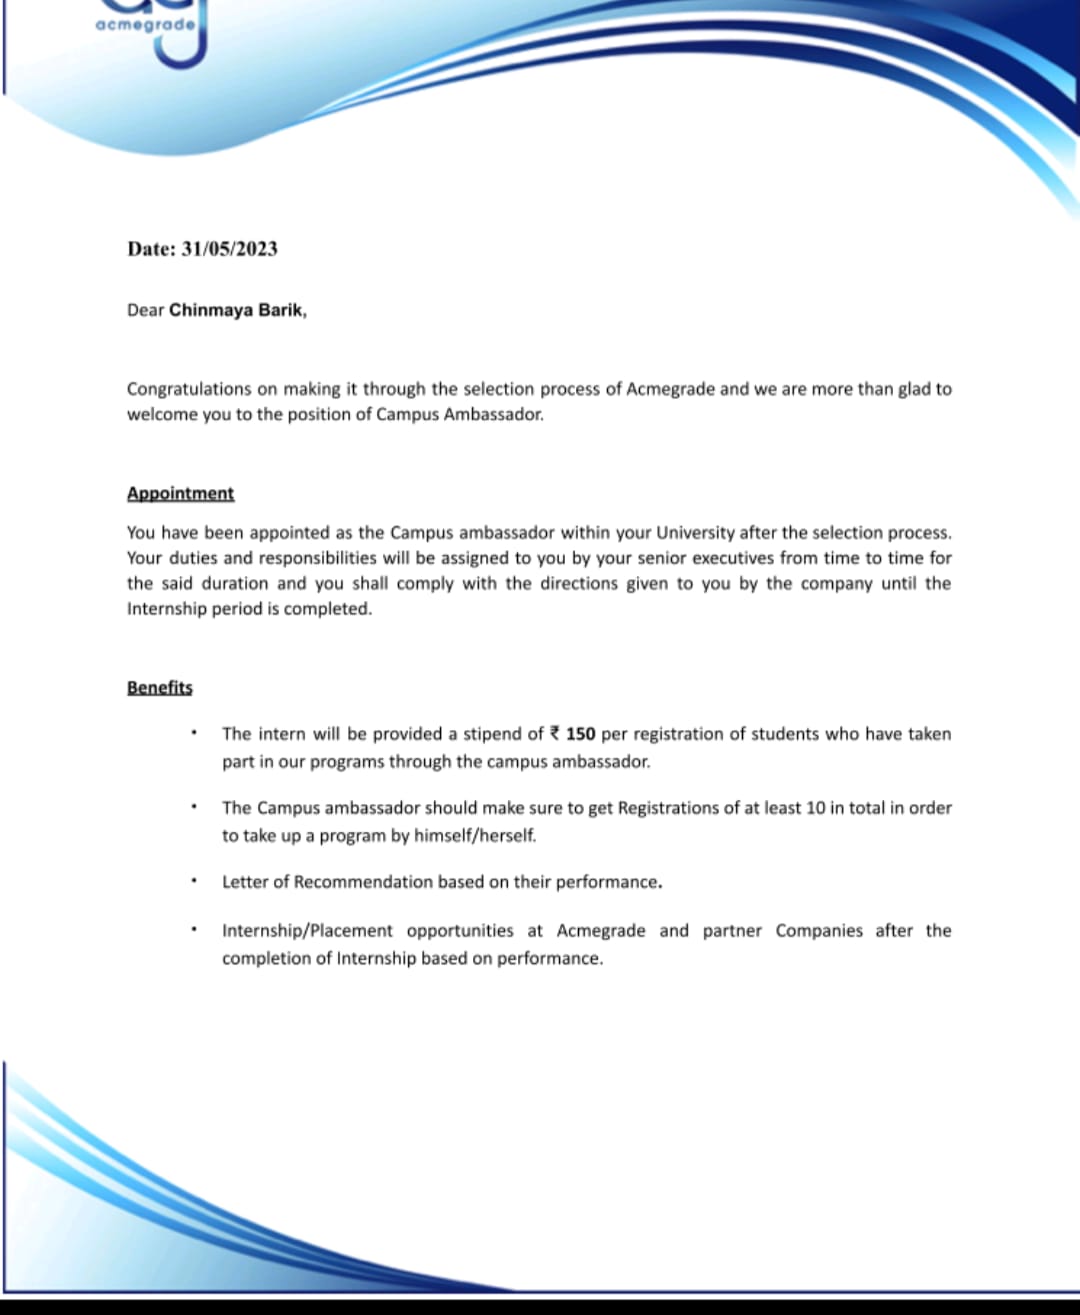 acmegrade
Date: 31/05/2023
Dear Chinmaya Barik,
Congratulations on making it through the selection process of Acmegrade and we are more than glad to
welcome you to the position of Campus Ambassador.
Appointment
You have been appointed as the Campus ambassador within your University after the selection process.
Your duties and responsibilities will be assigned to you by your senior executives from time to time for
the said duration and you shall comply with the directions given to you by the company until the
Internship period is completed.
Benefits
• The intern will be provided a stipend of ₹ 150 per registration of students who have taken
part in our programs through the campus ambassador.
• The Campus ambassador should make sure to get Registrations of at least 10 in total in order
to take up a program by himself/herself.
• Letter of Recommendation based on their performance.
• Internship/Placement opportunities at Acmegrade and partner Companies after the
completion of Internship based on performance.